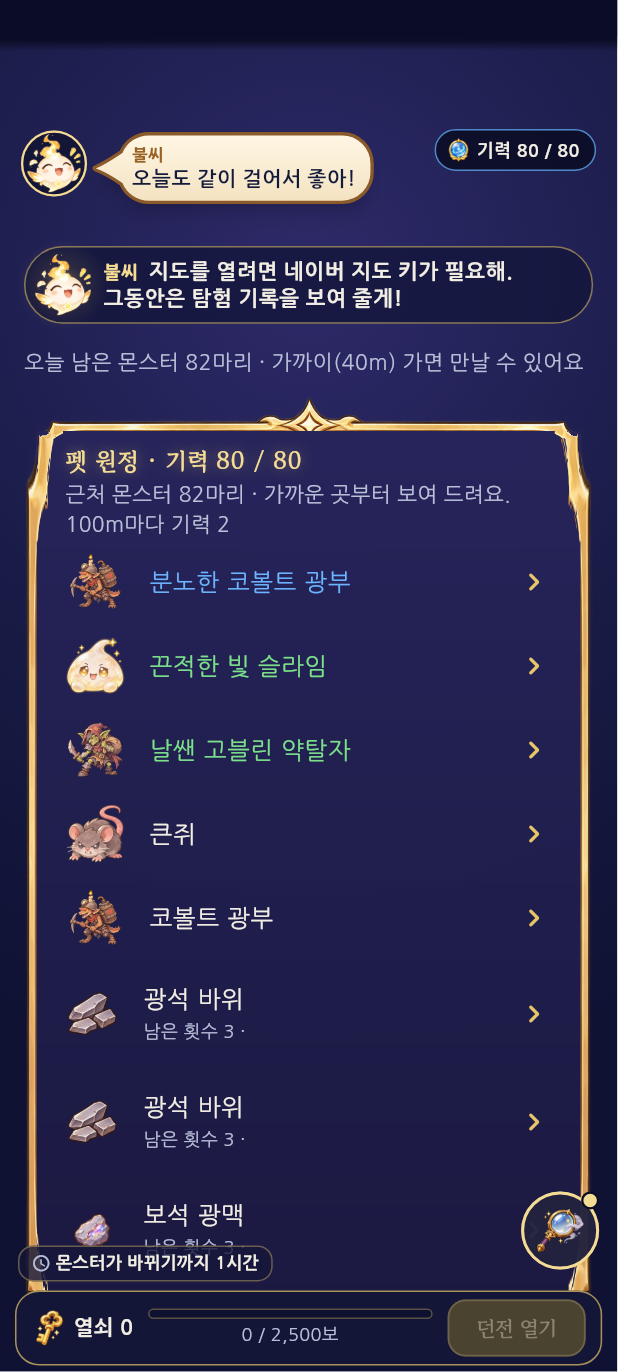 불씨
오늘도 같이 걸어서 좋아!
기력 80 / 80
불씨 지도를 열려면 네이버 지도 키가 필요해.
그동안은 탐험 기록을 보여 줄게!
오늘 남은 몬스터 82마리 · 가까이(40m) 가면 만날 수 있어요
펫 원정 · 기력 80 / 80
근처 몬스터 82마리 · 가까운 곳부터 보여 드려요.
100m마다 기력 2
분노한 코볼트 광부
끈적한 빛 슬라임
날쌘 고블린 약탈자
큰쥐
코볼트 광부
광석 바위
남은 횟수 3 ·
광석 바위
남은 횟수 3 ·
보석 광맥
남은 횟수 3 ·
몬스터가 바뀌기까지 1시간
열쇠 0
0 / 2,500보
던전 열기